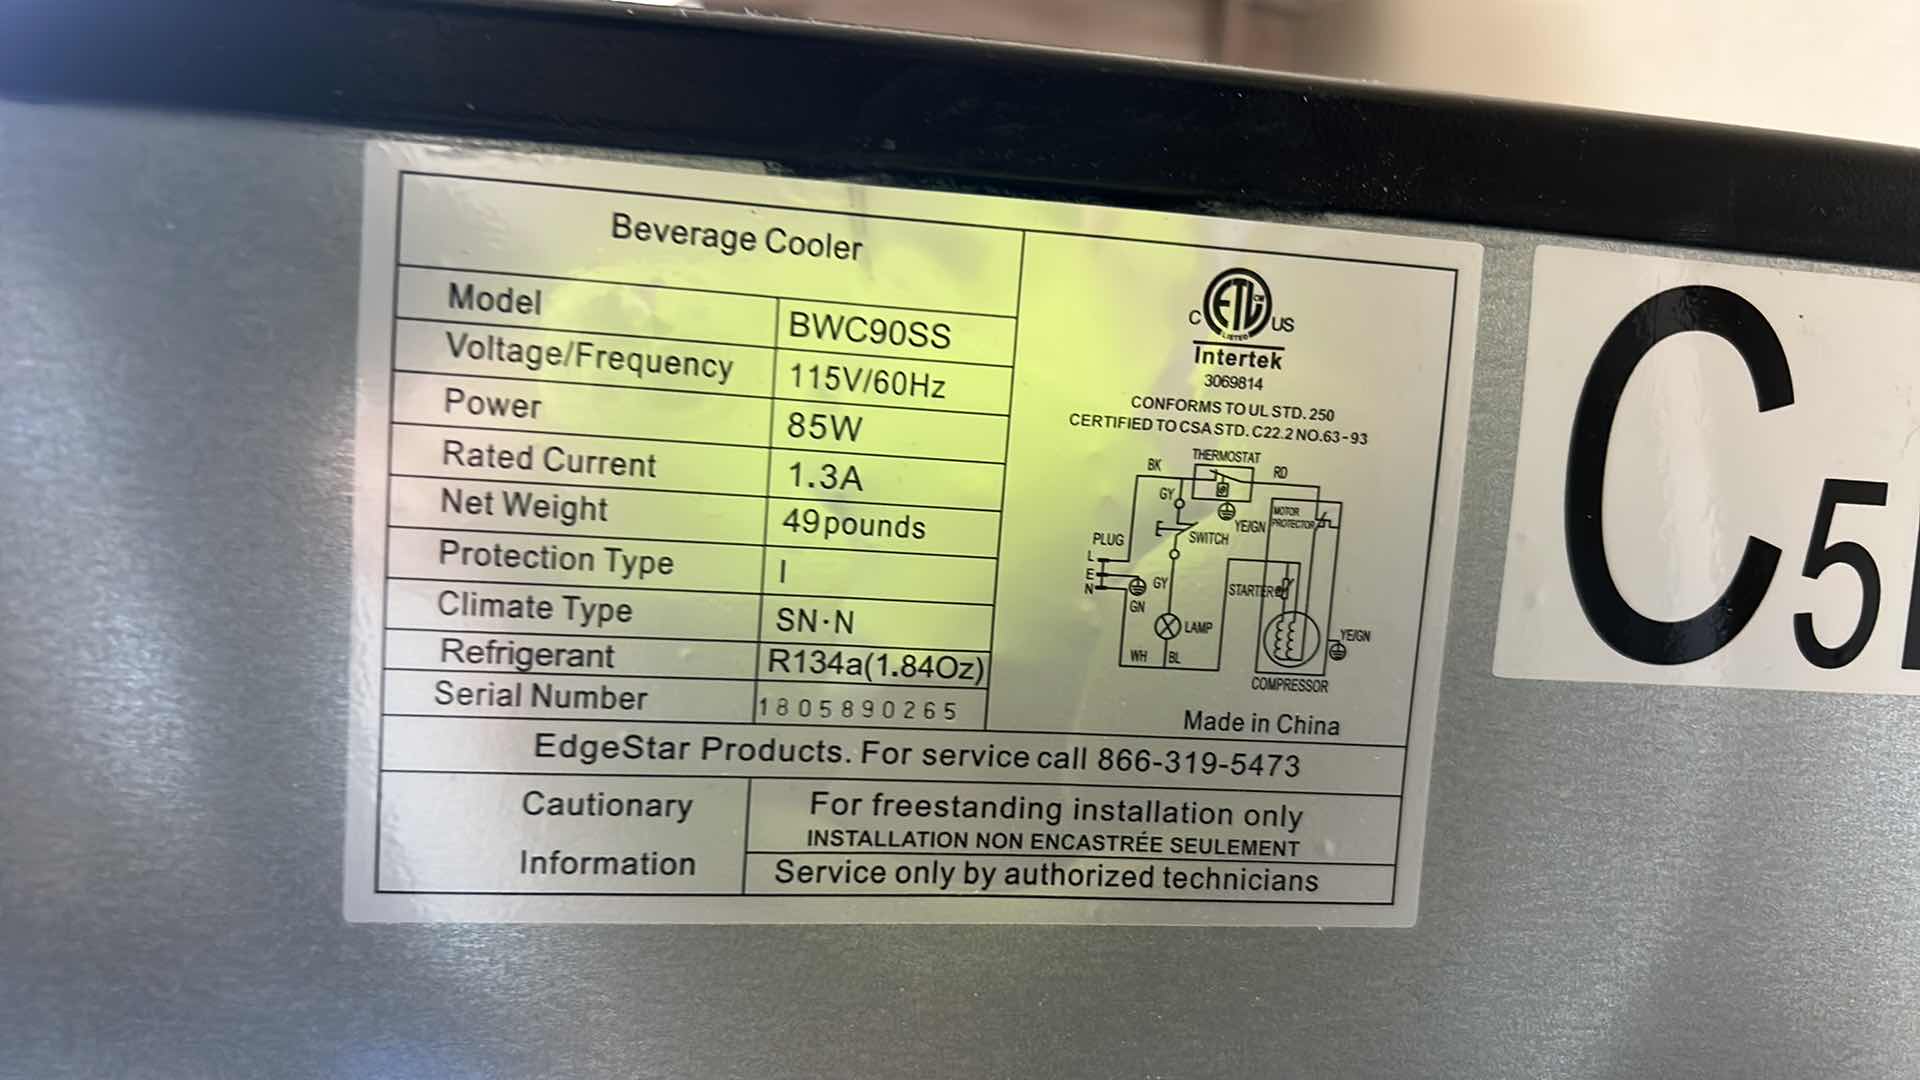 Beverage Cooler
Model BWC90SS
Voltage/Frequency 115V/60Hz
Power 85W
Rated Current 1.3A
Net Weight 49pounds
Protection Type I
Climate Type SN·N
Refrigerant R134a(1.84Oz)
Serial Number 1805890265
C ETL CM US
LISTED
Intertek
3069814
CONFORMS TO UL STD. 250
CERTIFIED TO CSA STD. C22.2 NO.63-93
THERMOSTAT
BK
RD
GY
YE/GN
MOTOR
PROTECTOR
SWITCH
PLUG
L
E
N
GY
GN
STARTER
LAMP
YE/GN
WH
BL
COMPRESSOR
Made in China
EdgeStar Products. For service call 866-319-5473
Cautionary
Information
For freestanding installation only
INSTALLATION NON ENCASTRÉE SEULEMENT
Service only by authorized technicians
C5